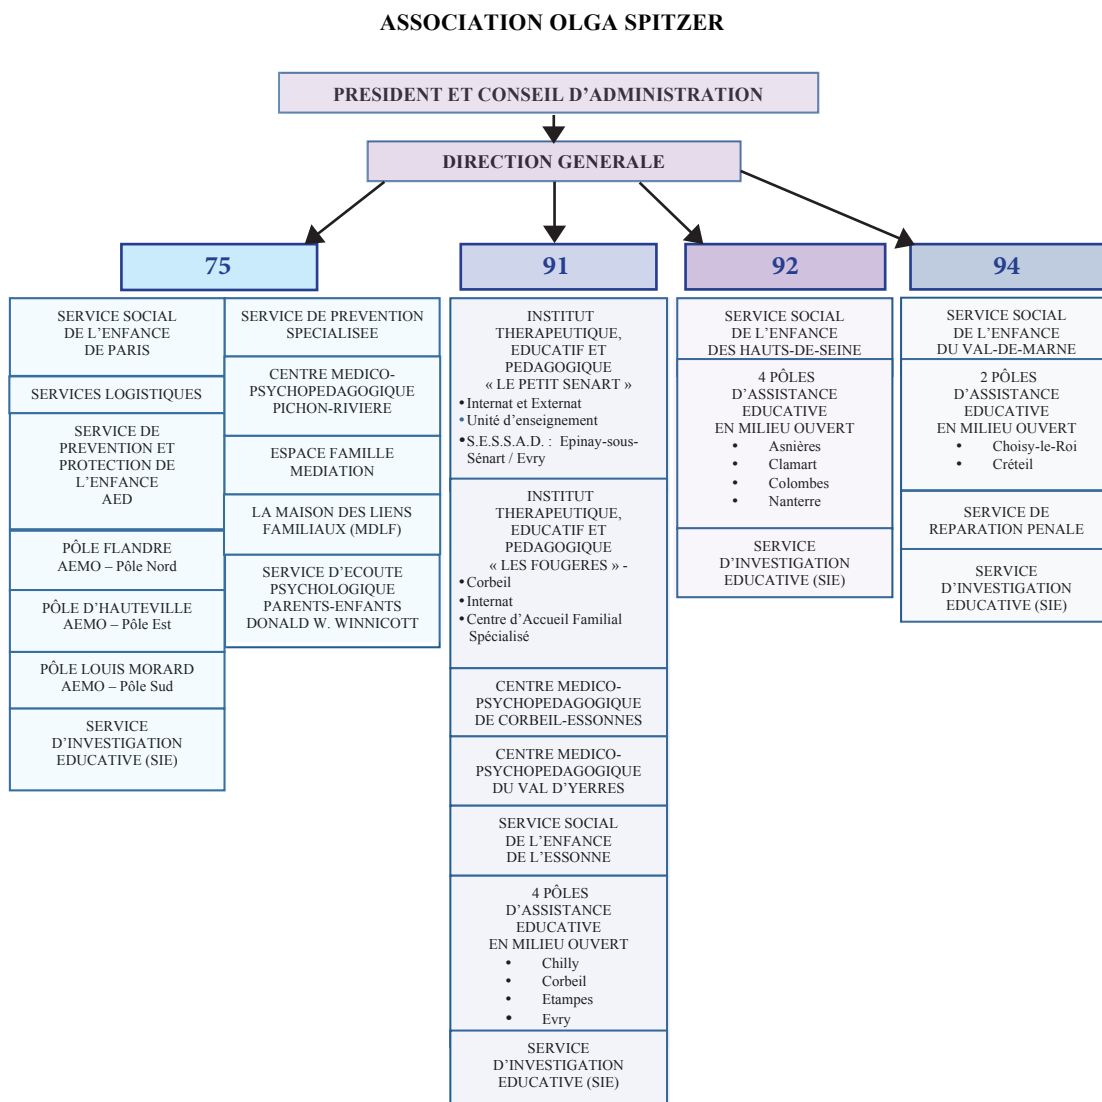 ASSOCIATION OLGA SPITZER
PRESIDENT ET CONSEIL D'ADMINISTRATION
DIRECTION GENERALE
75
SERVICE SOCIAL
DE L'ENFANCE
DE PARIS
SERVICES LOGISTIQUES
SERVICE DE
PREVENTION ET
PROTECTION DE
L'ENFANCE
AED
PÔLE FLANDRE
AEMO – Pôle Nord
PÔLE D'HAUTEVILLE
AEMO – Pôle Est
PÔLE LOUIS MORARD
AEMO – Pôle Sud
SERVICE
D'INVESTIGATION
EDUCATIVE (SIE)
SERVICE DE PREVENTION
SPECIALISEE
CENTRE MEDICO-
PSYCHOPEDAGOGIQUE
PICHON-RIVIERE
ESPACE FAMILLE
MEDIATION
LA MAISON DES LIENS
FAMILIAUX (MDLF)
SERVICE D'ECOUTE
PSYCHOLOGIQUE
PARENTS-ENFANTS
DONALD W. WINNICOTT
91
INSTITUT
THERAPEUTIQUE,
EDUCATIF ET
PEDAGOGIQUE
« LE PETIT SENART »
• Internat et Externat
• Unité d'enseignement
• S.E.S.S.A.D. : Epinay-sous-
Sénart / Evry
INSTITUT
THERAPEUTIQUE,
EDUCATIF ET
PEDAGOGIQUE
« LES FOUGERES » -
• Corbeil
• Internat
• Centre d'Accueil Familial
Spécialisé
CENTRE MEDICO-
PSYCHOPEDAGOGIQUE
DE CORBEIL-ESSONNES
CENTRE MEDICO-
PSYCHOPEDAGOGIQUE
DU VAL D'YERRES
SERVICE SOCIAL
DE L'ENFANCE
DE L'ESSONNE
4 PÔLES
D'ASSISTANCE
EDUCATIVE
EN MILIEU OUVERT
• Chilly
• Corbeil
• Etampes
• Evry
SERVICE
D'INVESTIGATION
EDUCATIVE (SIE)
92
SERVICE SOCIAL
DE L'ENFANCE
DES HAUTS-DE-SEINE
4 PÔLES
D'ASSISTANCE
EDUCATIVE
EN MILIEU OUVERT
• Asnières
• Clamart
• Colombes
• Nanterre
SERVICE
D'INVESTIGATION
EDUCATIVE (SIE)
94
SERVICE SOCIAL
DE L'ENFANCE
DU VAL-DE-MARNE
2 PÔLES
D'ASSISTANCE
EDUCATIVE
EN MILIEU OUVERT
• Choisy-le-Roi
• Créteil
SERVICE DE
REPARATION PENALE
SERVICE
D'INVESTIGATION
EDUCATIVE (SIE)